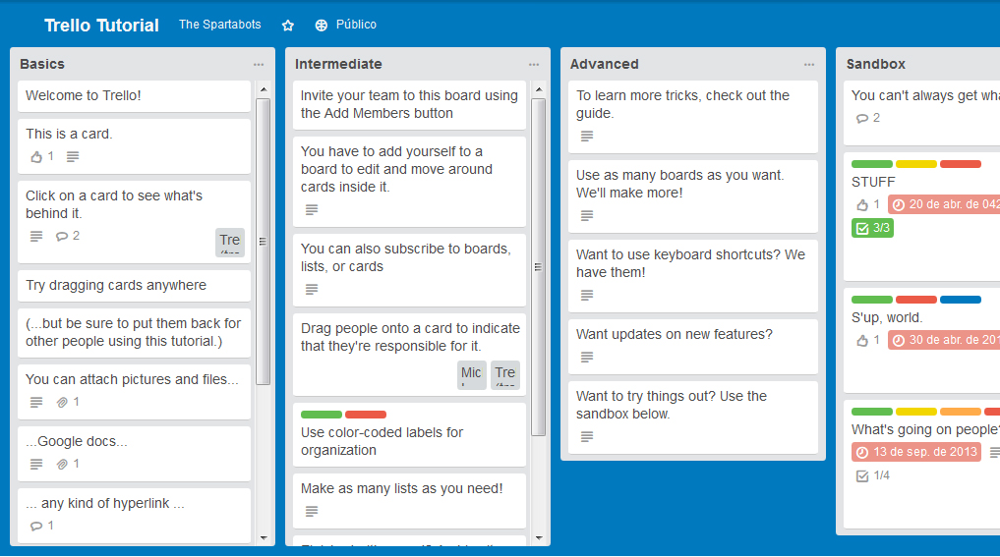 Trello Tutorial The Spartabots Público
Basics
Welcome to Trello!
This is a card.
1
Click on a card to see what's
behind it.
2
Tre
Try dragging cards anywhere
(...but be sure to put them back for
other people using this tutorial.)
You can attach pictures and files...
1
...Google docs...
1
... any kind of hyperlink ...
1
Intermediate
Invite your team to this board using
the Add Members button
You have to add yourself to a
board to edit and move around
cards inside it.
You can also subscribe to boards,
lists, or cards
Drag people onto a card to indicate
that they're responsible for it.
Mic Tre
Use color-coded labels for
organization
Make as many lists as you need!
Advanced
To learn more tricks, check out the
guide.
Use as many boards as you want.
We'll make more!
Want to use keyboard shortcuts? We
have them!
Want updates on new features?
Want to try things out? Use the
sandbox below.
Sandbox
You can't always get wha
2
STUFF
1 20 de abr. de 042
3/3
S'up, world.
1 30 de abr. de 201
What's going on people?
13 de sep. de 2013
1/4